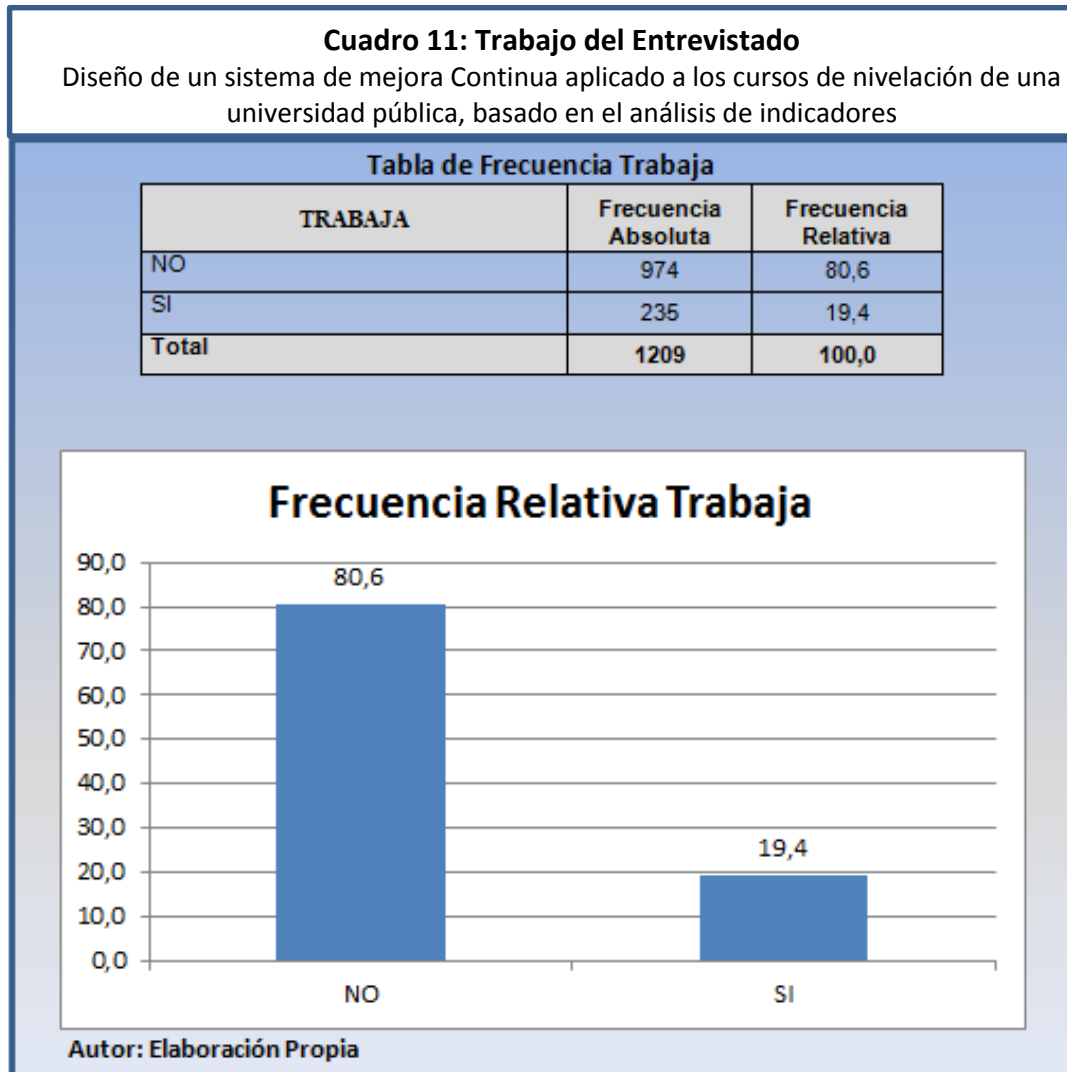 Cuadro 11: Trabajo del Entrevistado
Diseño de un sistema de mejora Continua aplicado a los cursos de nivelación de una
universidad pública, basado en el análisis de indicadores
Tabla de Frecuencia Trabaja
TRABAJA Frecuencia Absoluta Frecuencia Relativa
NO 974 80,6
SI 235 19,4
Total 1209 100,0
Frecuencia Relativa Trabaja
90,0
80,0
70,0
60,0
50,0
40,0
30,0
20,0
10,0
0,0
80,6
19,4
NO SI
Autor: Elaboración Propia